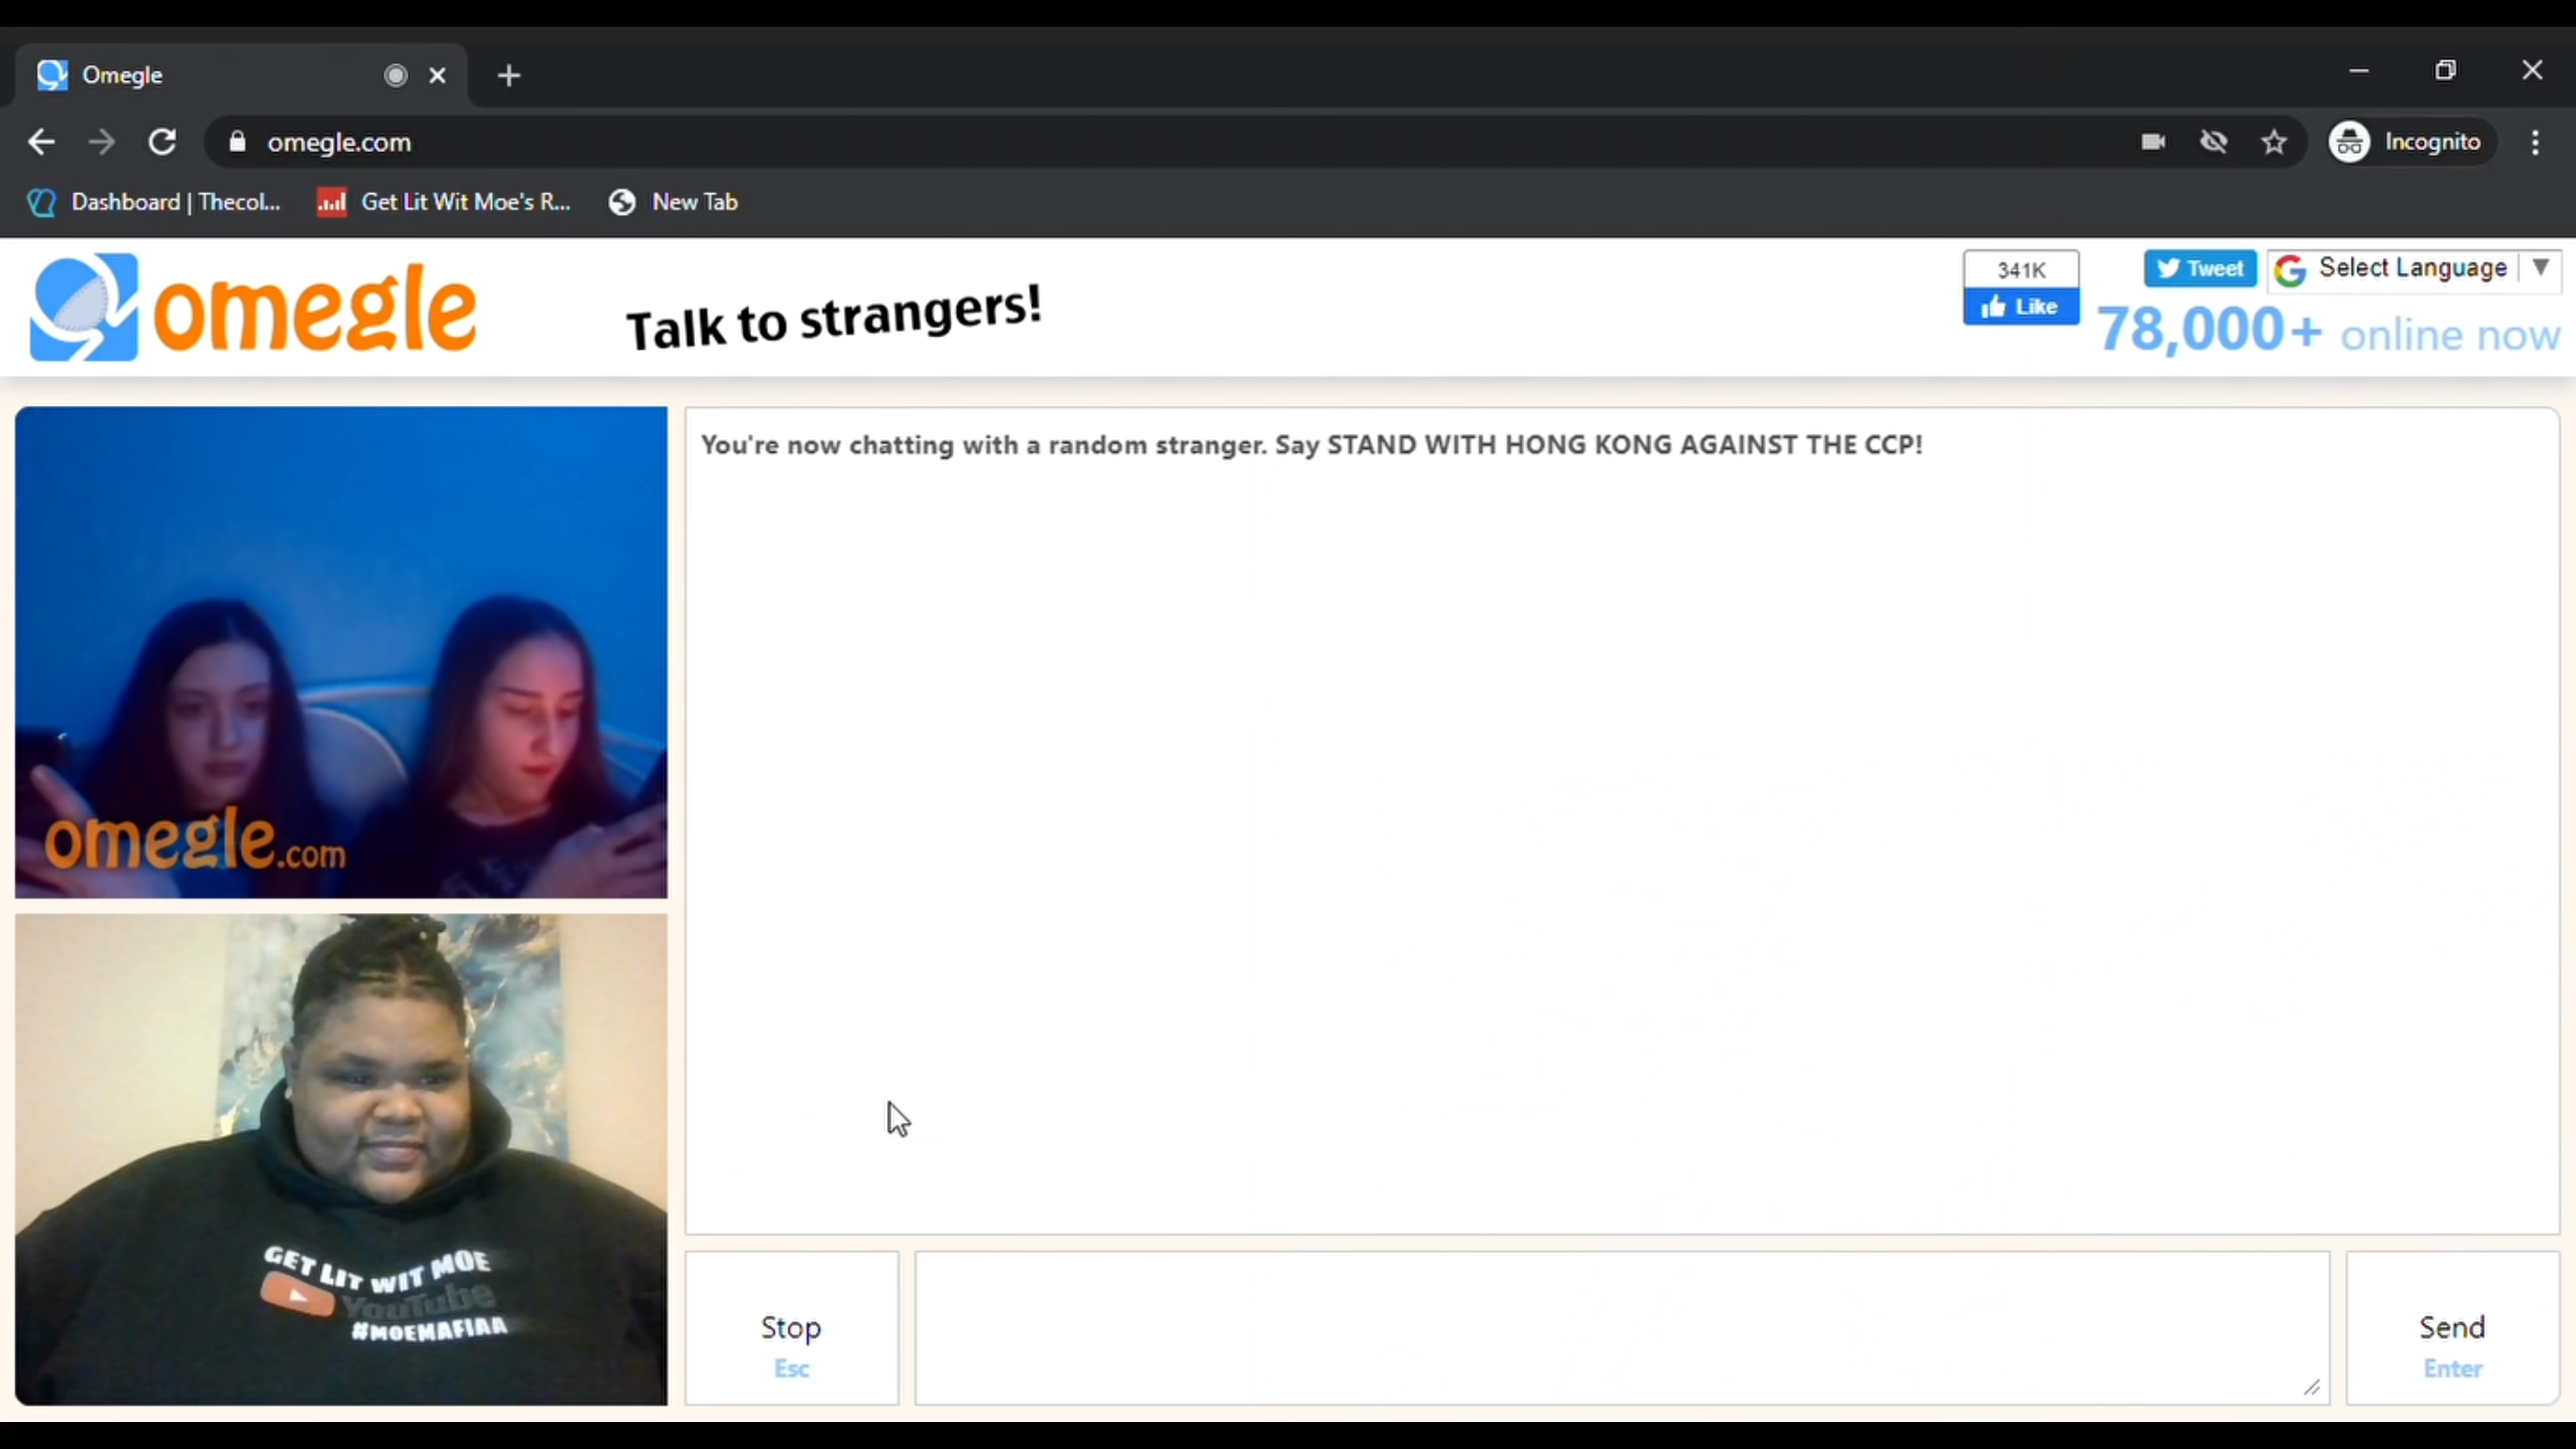 Omegle
omegle.com
Incognito
Dashboard | Thecol...
Get Lit Wit Moe's R...
New Tab
omegle
Talk to strangers!
341K
Like
Tweet
G Select Language
78,000+ online now
You're now chatting with a random stranger. Say STAND WITH HONG KONG AGAINST THE CCP!
omegle.com
GET LIT WIT MOE
YouTube
#MOEMAFIAA
Stop
Esc
Send
Enter